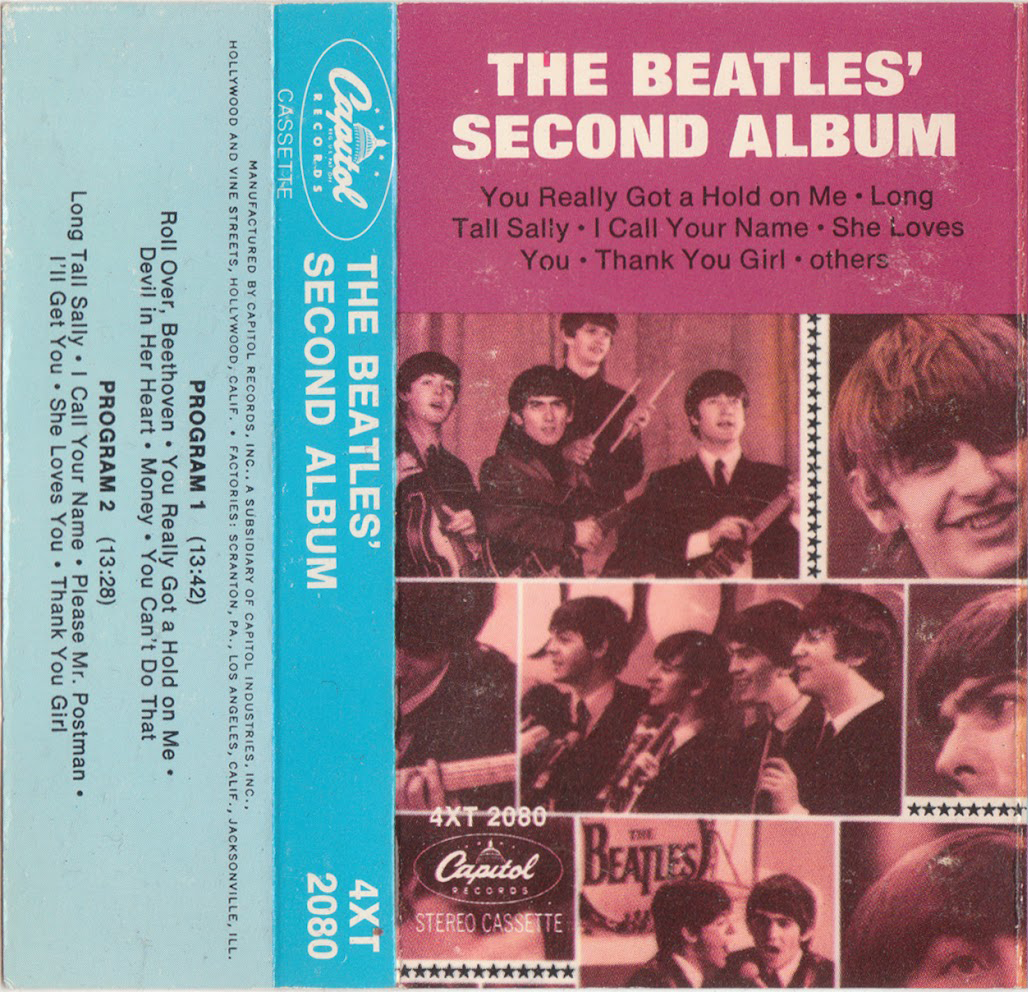 THE BEATLES’
SECOND ALBUM
You Really Got a Hold on Me • Long
Tall Sally • I Call Your Name • She Loves
You • Thank You Girl • others
THE
BEATLES
4XT 2080
Capitol
RECORDS
STEREO CASSETTE
Capitol
RECORDS
CASSETTE
THE BEATLES’
SECOND ALBUM
4XT
2080
MANUFACTURED BY CAPITOL RECORDS, INC., A SUBSIDIARY OF CAPITOL INDUSTRIES, INC.,
HOLLYWOOD AND VINE STREETS, HOLLYWOOD, CALIF. • FACTORIES: SCRANTON, PA., LOS ANGELES, CALIF., JACKSONVILLE, ILL.
PROGRAM 1 (13:42)
Roll Over, Beethoven • You Really Got a Hold on Me •
Devil in Her Heart • Money • You Can't Do That
PROGRAM 2 (13:28)
Long Tall Sally • I Call Your Name • Please Mr. Postman •
I'll Get You • She Loves You • Thank You Girl